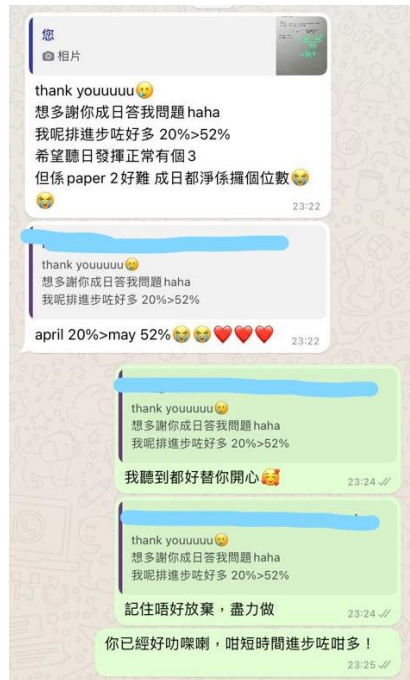 您
相片
thank youuuuu🥲
想多謝你成日答我問題haha
我呢排進步咗好多 20%>52%
希望聽日發揮正常有個3
但係paper 2好難 成日都淨係攞個位數😭
😭
23:22
thank youuuuu🥲
想多謝你成日答我問題haha
我呢排進步咗好多 20%>52%
april 20%>may 52%😭😭❤️❤️❤️
23:22
thank youuuuu🥲
想多謝你成日答我問題haha
我呢排進步咗好多 20%>52%
我聽到都好替你開心🥰
23:24
thank youuuuu🥲
想多謝你成日答我問題haha
我呢排進步咗好多 20%>52%
記住唔好放棄，盡力做
23:24
你已經好叻㗎喇，咁短時間進步咗咁多！
23:25